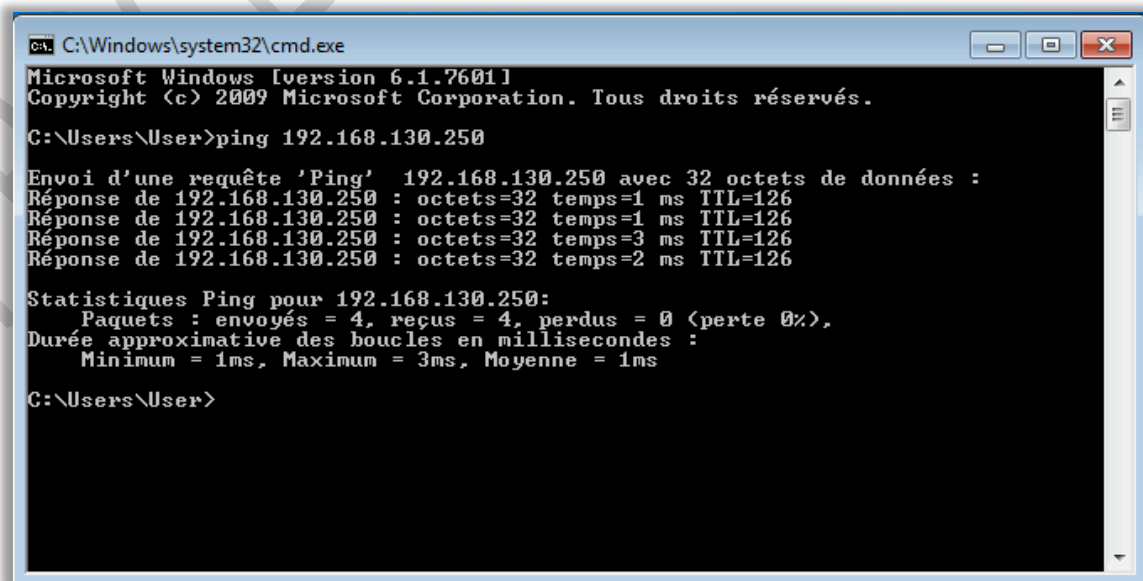 C:\Windows\system32\cmd.exe
Microsoft Windows [version 6.1.7601]
Copyright (c) 2009 Microsoft Corporation. Tous droits réservés.
C:\Users\User>ping 192.168.130.250
Envoi d'une requête 'Ping'  192.168.130.250 avec 32 octets de données :
Réponse de 192.168.130.250 : octets=32 temps=1 ms TTL=126
Réponse de 192.168.130.250 : octets=32 temps=1 ms TTL=126
Réponse de 192.168.130.250 : octets=32 temps=3 ms TTL=126
Réponse de 192.168.130.250 : octets=32 temps=2 ms TTL=126
Statistiques Ping pour 192.168.130.250:
    Paquets : envoyés = 4, reçus = 4, perdus = 0 (perte 0%),
Durée approximative des boucles en millisecondes :
    Minimum = 1ms, Maximum = 3ms, Moyenne = 1ms
C:\Users\User>